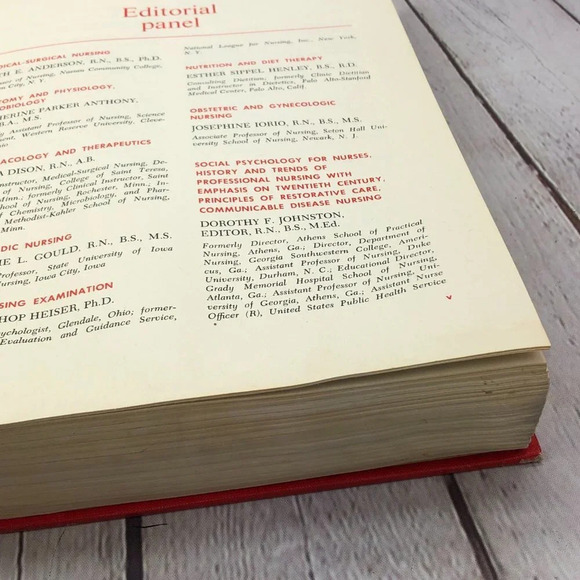 Editorial
panel
ICAL-SURGICAL NURSING
TH E. ANDERSON, R.N., B.S., Ph.D.
of Nursing, Nassau Community College,
N. Y.
OMY AND PHYSIOLOGY,
OBIOLOGY
HERINE PARKER ANTHONY,
B.A., M.S.
ly Assistant Professor of Nursing, Science
ent, Western Reserve University, Cleve-
hio
ACOLOGY AND THERAPEUTICS
A DISON, R.N., A.B.
nstructor, Medical-Surgical Nursing, De-
of Nursing, College of Saint Teresa,
Minn.; formerly Clinical Instructor, Saint
School of Nursing, Rochester, Minn.; In-
of Chemistry, Microbiology, and Phar-
Methodist-Kahler School of Nursing,
Minn.
DIC NURSING
IE L. GOULD, R.N., B.S., M.S.
Professor, State University of Iowa
Nursing, Iowa City, Iowa
SING EXAMINATION
HOP HEISER, Ph.D.
sychologist, Glendale, Ohio; former-
Evaluation and Guidance Service,
National League for Nursing, Inc., New York,
N. Y.
NUTRITION AND DIET THERAPY
ESTHER SIPPEL HENLEY, B.S., R.D.
Consulting Dietitian; formerly Clinic Dietitian
and Instructor in Dietetics, Palo Alto-Stanford
Medical Center, Palo Alto, Calif.
OBSTETRIC AND GYNECOLOGIC
NURSING
JOSEPHINE IORIO, R.N., B.S., M.S.
Associate Professor of Nursing, Seton Hall Uni-
versity School of Nursing, Newark, N. J.
SOCIAL PSYCHOLOGY FOR NURSES,
HISTORY AND TRENDS OF
PROFESSIONAL NURSING WITH
EMPHASIS ON TWENTIETH CENTURY,
PRINCIPLES OF RESTORATIVE CARE,
COMMUNICABLE DISEASE NURSING
DOROTHY F. JOHNSTON,
EDITOR, R.N., B.S., M.Ed.
Formerly Director, Athens School of Practical
Nursing, Athens, Ga.; Director, Department of
Nursing, Georgia Southwestern College, Ameri-
cus, Ga.; Assistant Professor of Nursing, Duke
University, Durham, N. C.; Educational Director,
Grady Memorial Hospital School of Nursing,
Atlanta, Ga.; Assistant Professor of Nursing, Uni-
versity of Georgia, Athens, Ga.; Assistant Nurse
Officer (R), United States Public Health Service
v